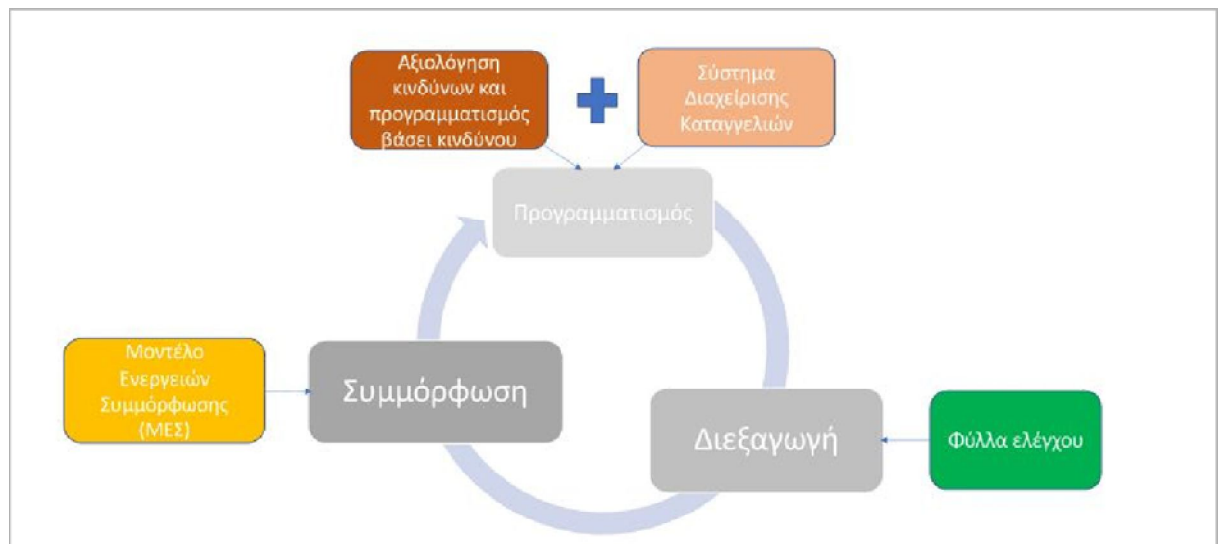 Αξιολόγηση
κινδύνων και
προγραμματισμός
βάσει κινδύνου
Σύστημα
Διαχείρισης
Καταγγελιών
Προγραμματισμός
Μοντέλο
Ενεργειών
Συμμόρφωσης
(ΜΕΣ)
Συμμόρφωση
Διεξαγωγή
Φύλλα ελέγχου